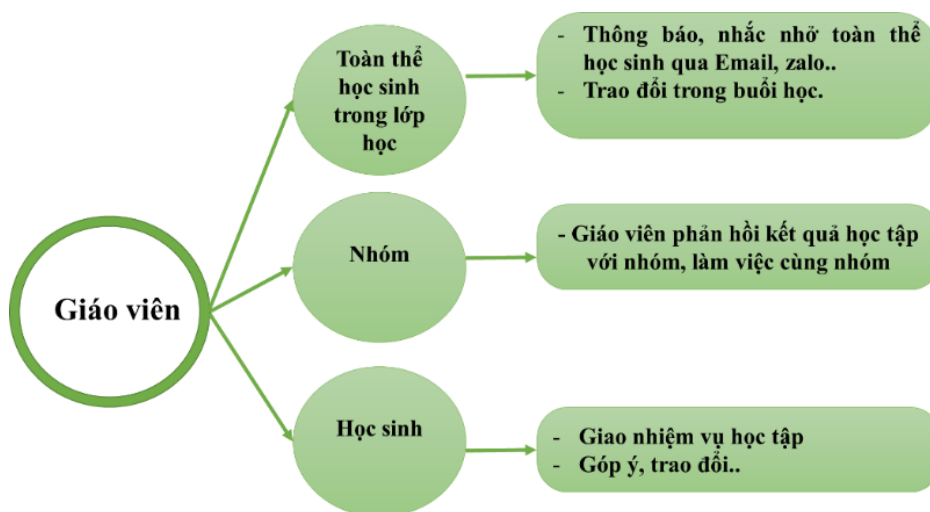 Giáo viên
Toàn thể
học sinh
trong lớp
học
- Thông báo, nhắc nhở toàn thể
học sinh qua Email, zalo..
- Trao đổi trong buổi học.
Nhóm
- Giáo viên phản hồi kết quả học tập
với nhóm, làm việc cùng nhóm
Học sinh
- Giao nhiệm vụ học tập
- Góp ý, trao đổi..